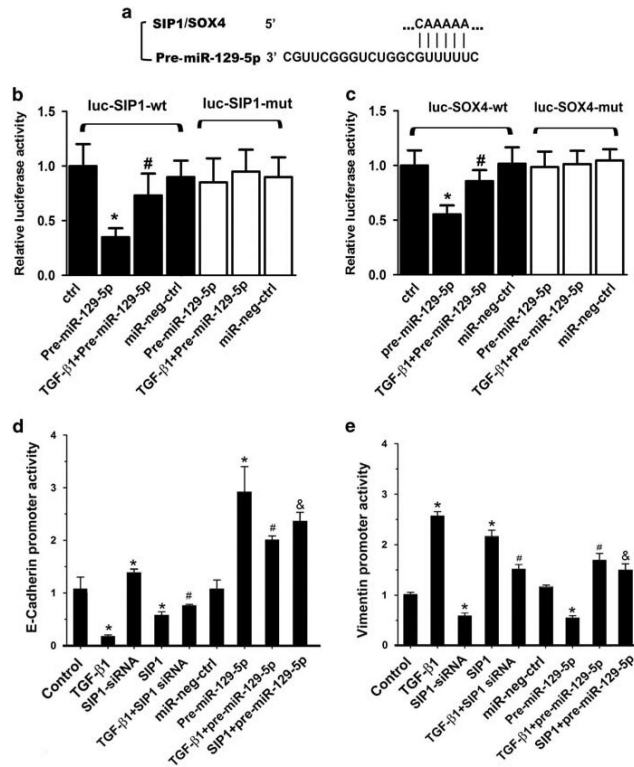 a
SIP1/SOX4 5' ...CAAAAA...
Pre-miR-129-5p 3' CGUUCGGGUCUGGCGUUUUUC
b
luc-SIP1-wt luc-SIP1-mut
Relative luciferase activity
1.5
1.0
0.5
0.0
*
#
ctrl
Pre-miR-129-5p
TGF-β1+Pre-miR-129-5p
miR-neg-ctrl
Pre-miR-129-5p
TGF-β1+Pre-miR-129-5p
miR-neg-ctrl
c
luc-SOX4-wt luc-SOX4-mut
Relative luciferase activity
1.5
1.0
0.5
0.0
*
#
ctrl
pre-miR-129-5p
TGF-β1+Pre-miR-129-5p
miR-neg-ctrl
Pre-miR-129-5p
TGF-β1+Pre-miR-129-5p
miR-neg-ctrl
d
E-Cadherin promoter activity
4
3
2
1
0
*
*
*
#
*
#
&
Control
TGF-β1
SIP1-siRNA
SIP1
TGF-β1+SIP1 siRNA
miR-neg-ctrl
Pre-miR-129-5p
TGF-β1+pre-miR-129-5p
SIP1+pre-miR-129-5p
e
Vimentin promoter activity
4
3
2
1
0
*
*
*
#
*
#
&
Control
TGF-β1
SIP1-siRNA
SIP1
TGF-β1+SIP1 siRNA
miR-neg-ctrl
Pre-miR-129-5p
TGF-β1+pre-miR-129-5p
SIP1+pre-miR-129-5p